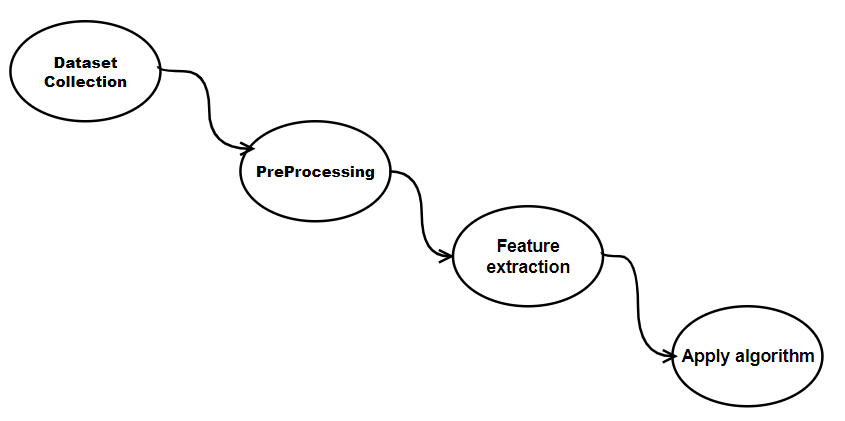 Dataset
Collection
PreProcessing
Feature
extraction
Apply algorithm